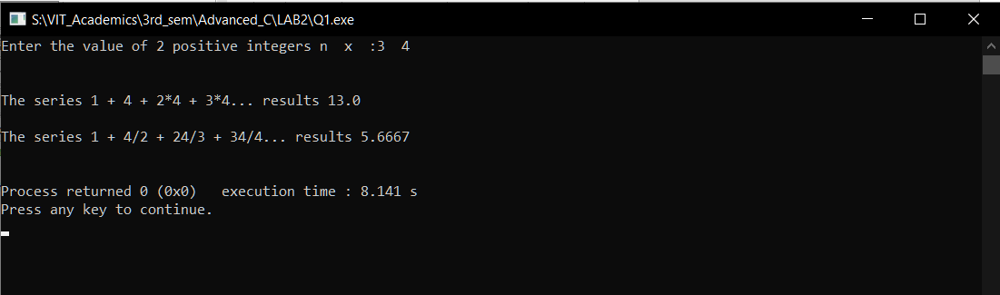 S:\VIT_Academics\3rd_sem\Advanced_C\LAB2\Q1.exe
Enter the value of 2 positive integers n  x  :3  4
The series 1 + 4 + 2*4 + 3*4... results 13.0
The series 1 + 4/2 + 24/3 + 34/4... results 5.6667
Process returned 0 (0x0)   execution time : 8.141 s
Press any key to continue.